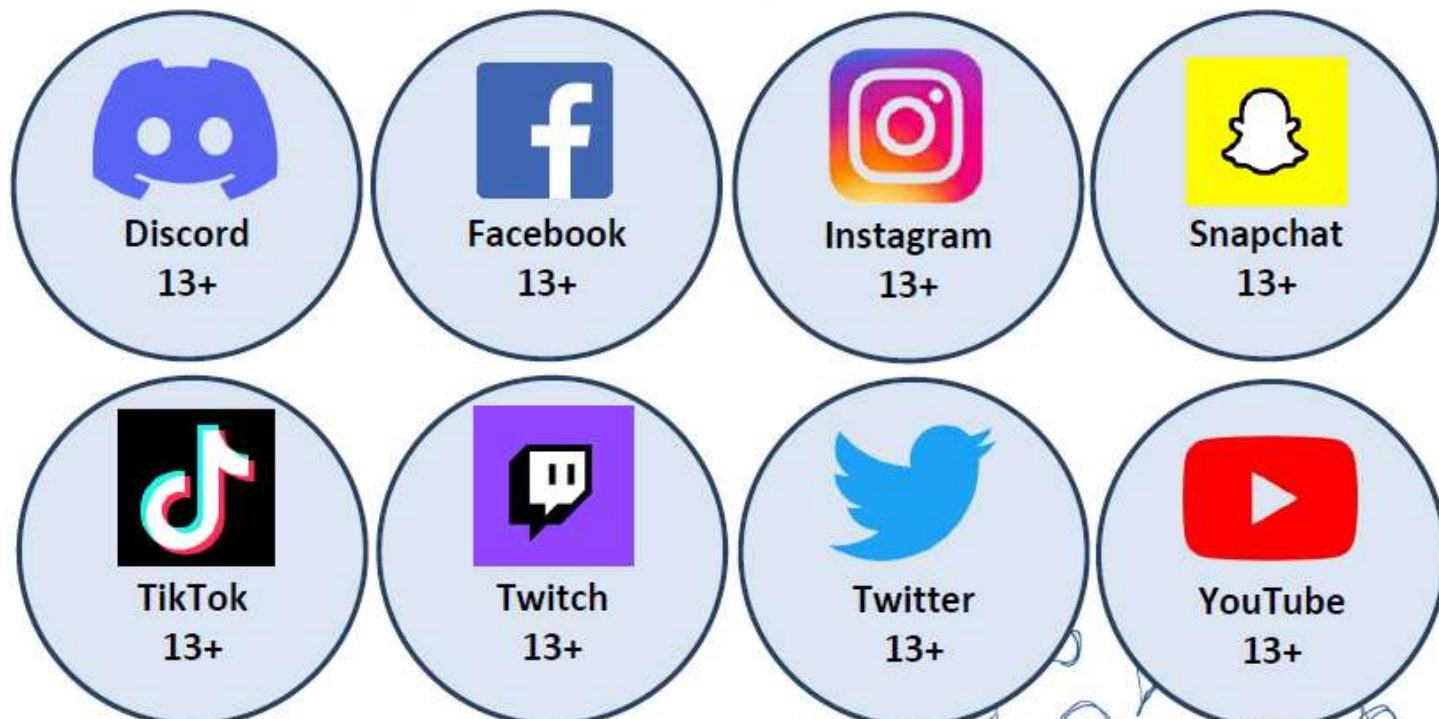 Discord
13+
Facebook
13+
Instagram
13+
Snapchat
13+
TikTok
13+
Twitch
13+
Twitter
13+
YouTube
13+